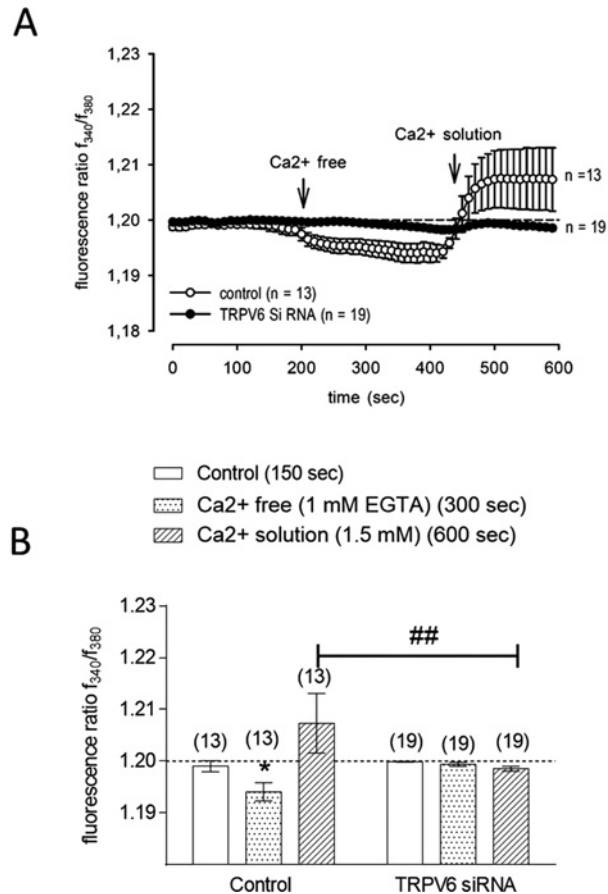 A
fluorescence ratio f340/f380
1,23
1,22
1,21
1,20
1,19
1,18
Ca2+ free
Ca2+ solution
n =13
n = 19
control (n = 13)
TRPV6 Si RNA (n = 19)
0 100 200 300 400 500 600
time (sec)
Control (150 sec)
Ca2+ free (1 mM EGTA) (300 sec)
Ca2+ solution (1.5 mM) (600 sec)
B
fluorescence ratio f340/f380
1.23
1.22
1.21
1.20
1.19
##
(13) (13) (13) (19) (19) (19)
*
Control TRPV6 siRNA